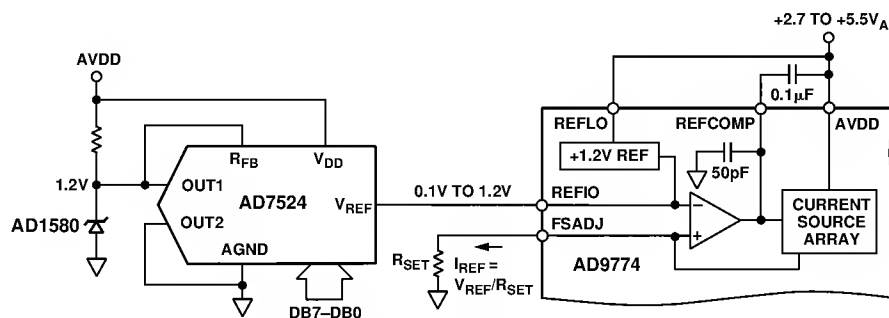 +2.7 TO +5.5VA
AVDD
0.1µF
REFLO
REFCOMP
AVDD
RFB
VDD
+1.2V REF
50pF
1.2V
OUT1
AD7524
VREF
0.1V TO 1.2V
REFIO
–
CURRENT
SOURCE
ARRAY
OUT2
FSADJ
+
AD1580
AGND
RSET
IREF =
VREF/RSET
AD9774
DB7–DB0